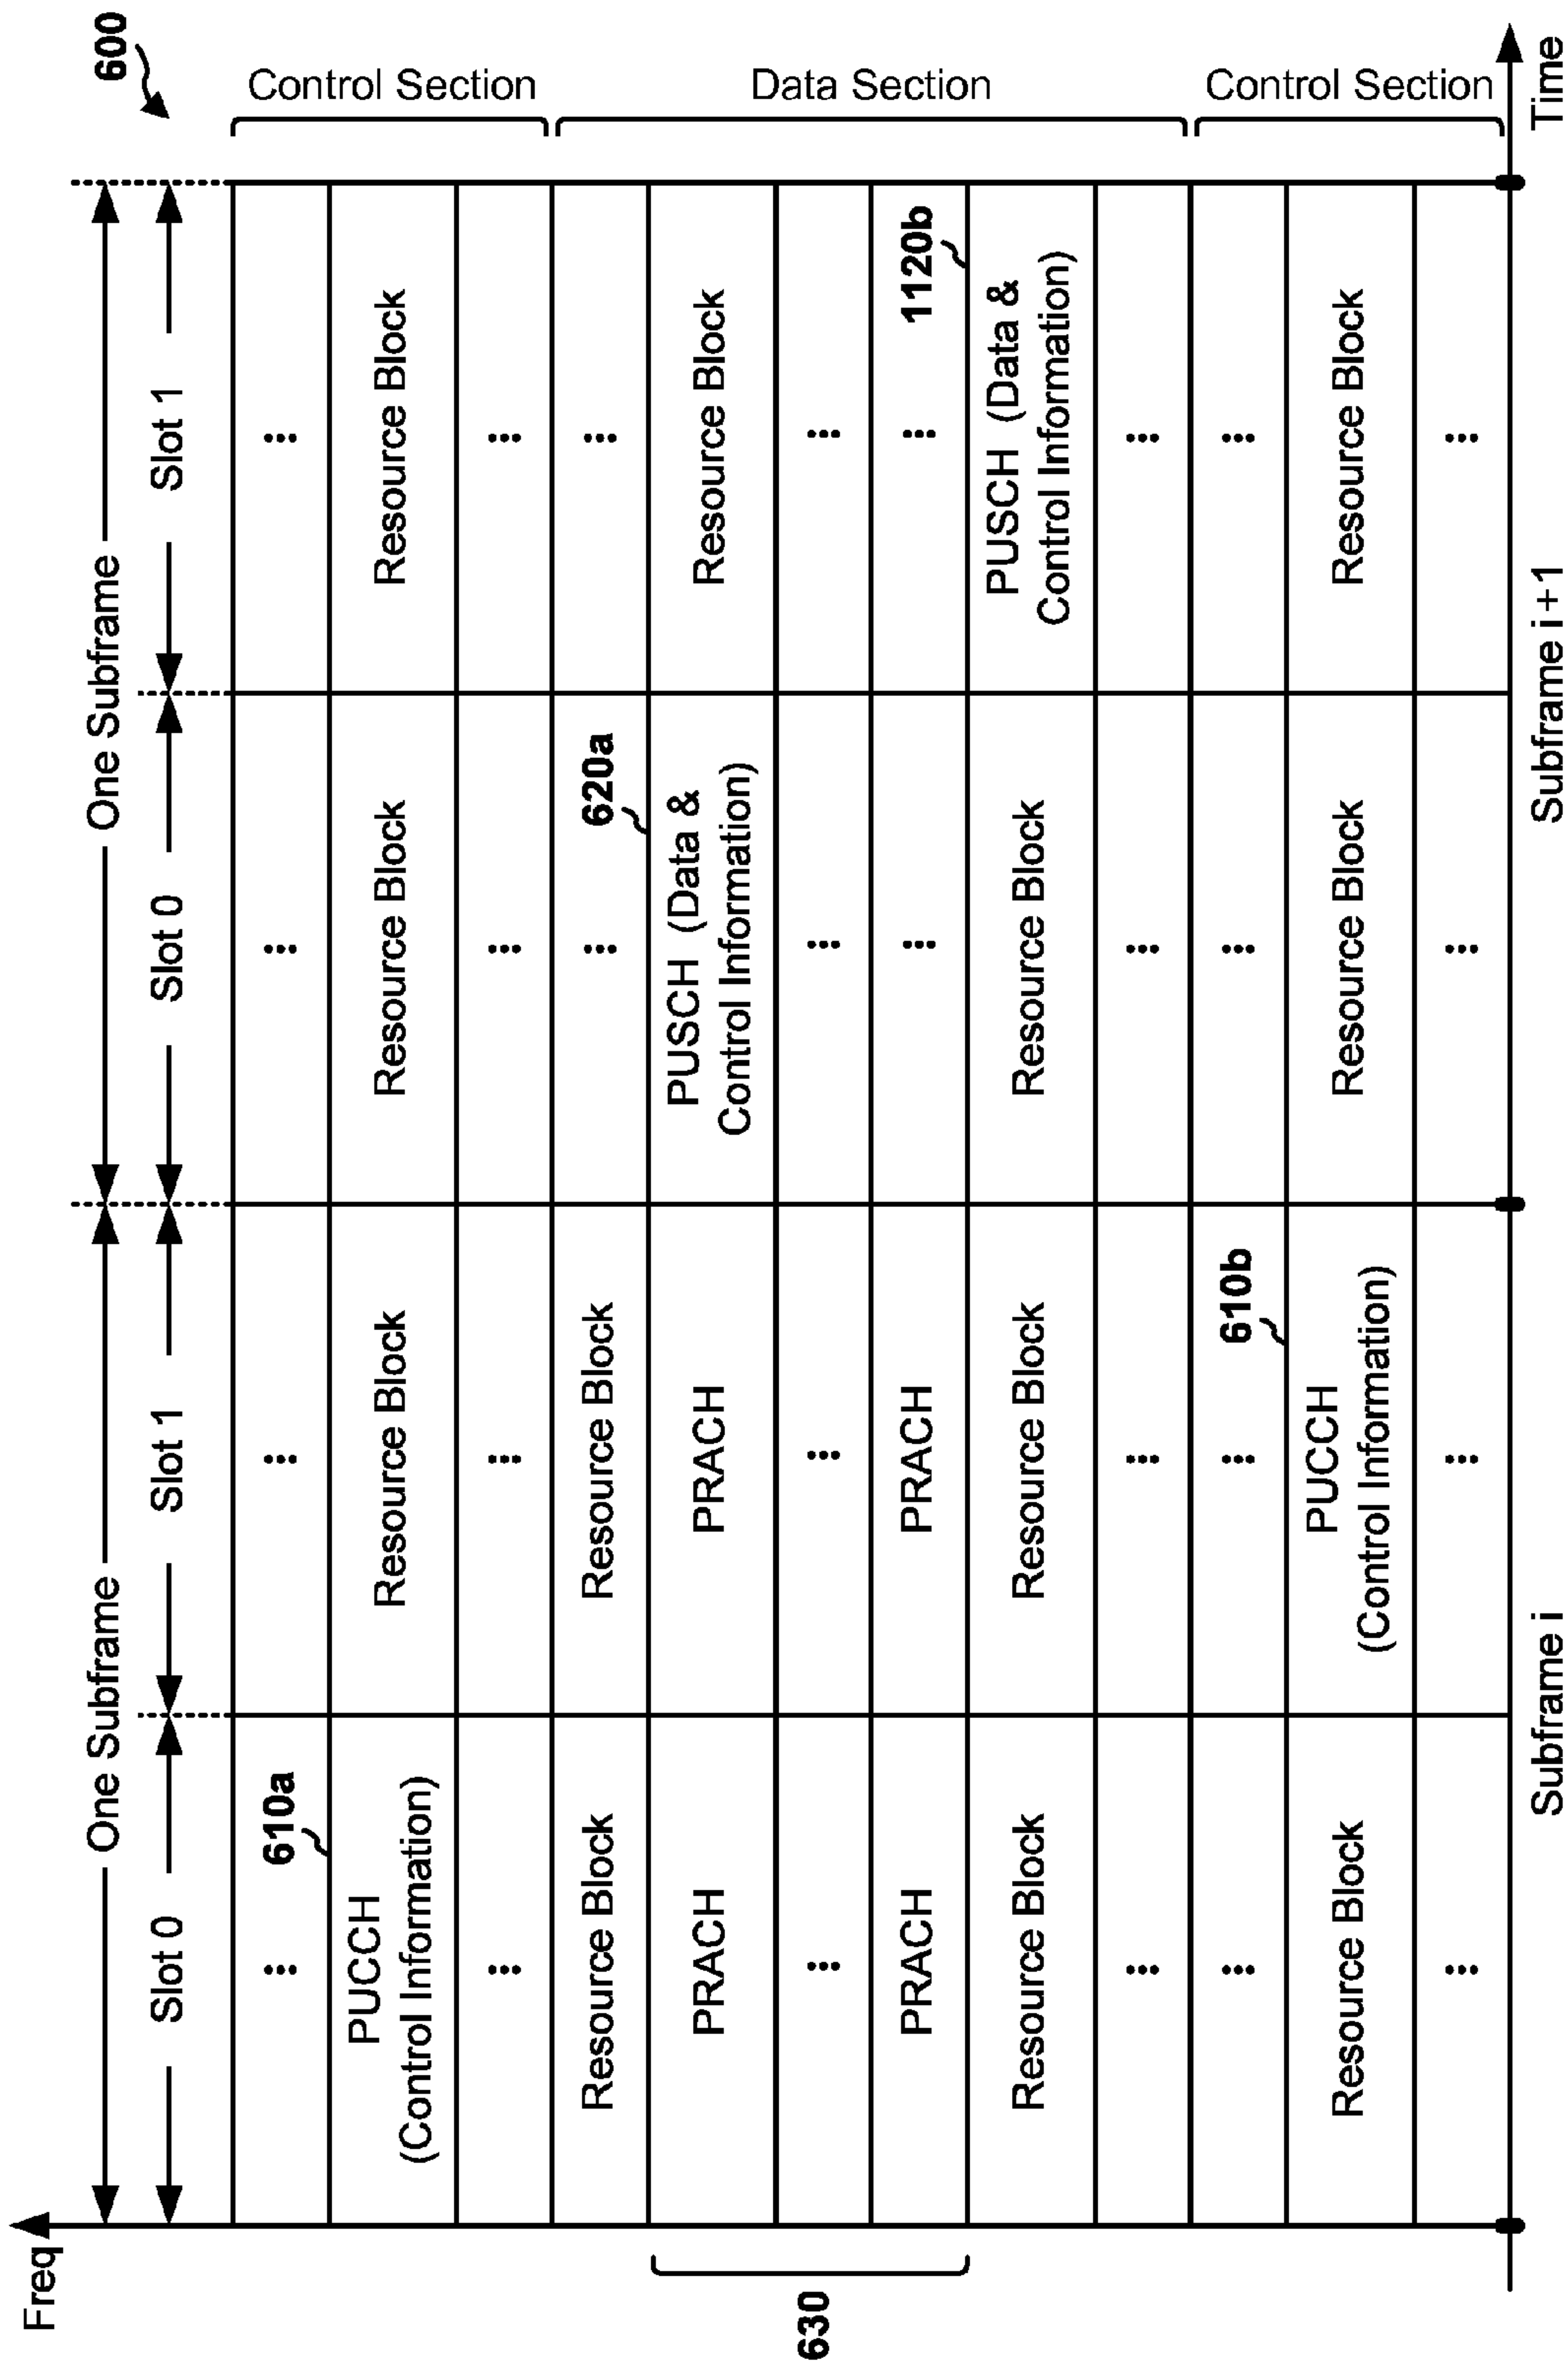 Freq
One Subframe
One Subframe
600
Slot 0
Slot 1
Slot 0
Slot 1
...
610a
...
...
...
Control Section
PUCCH
(Control Information)
Resource Block
Resource Block
Resource Block
...
...
...
...
Resource Block
Resource Block
...
620a
...
630
PRACH
PRACH
PUSCH (Data &
Control Information)
Resource Block
Data Section
...
...
...
...
PRACH
PRACH
...
...
1120b
Resource Block
Resource Block
Resource Block
PUSCH (Data &
Control Information)
...
...
...
...
...
...
610b
...
...
Control Section
Resource Block
PUCCH
(Control Information)
Resource Block
Resource Block
...
...
...
...
Subframe i
Subframe i+1
Time